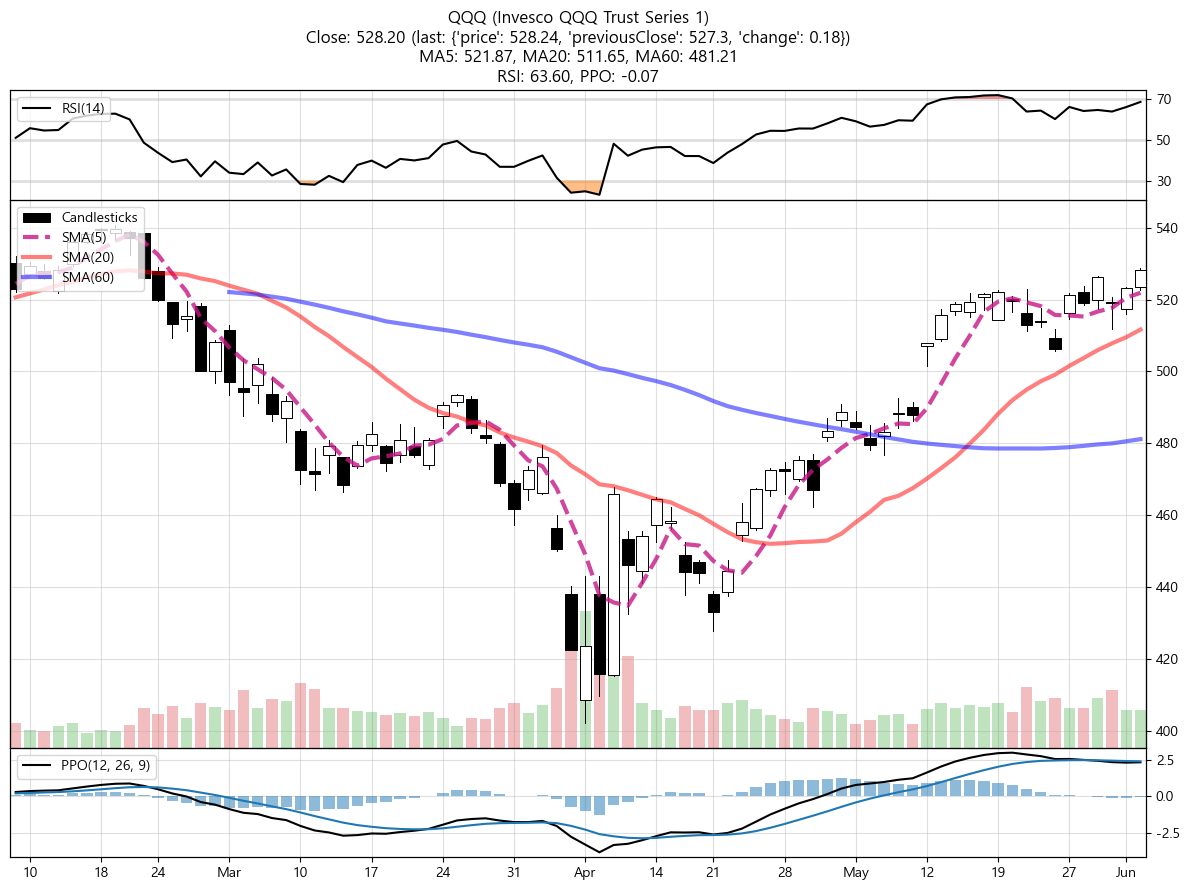 QQQ (Invesco QQQ Trust Series 1)
Close: 528.20 (last: {'price': 528.24, 'previousClose': 527.3, 'change': 0.18})
MA5: 521.87, MA20: 511.65, MA60: 481.21
RSI: 63.60, PPO: -0.07
RSI(14)
70
50
30
Candlesticks
SMA(5)
SMA(20)
SMA(60)
540
520
500
480
460
440
420
400
PPO(12, 26, 9)
2.5
0.0
-2.5
10 18 24 Mar 10 17 24 31 Apr 14 21 28 May 12 19 27 Jun